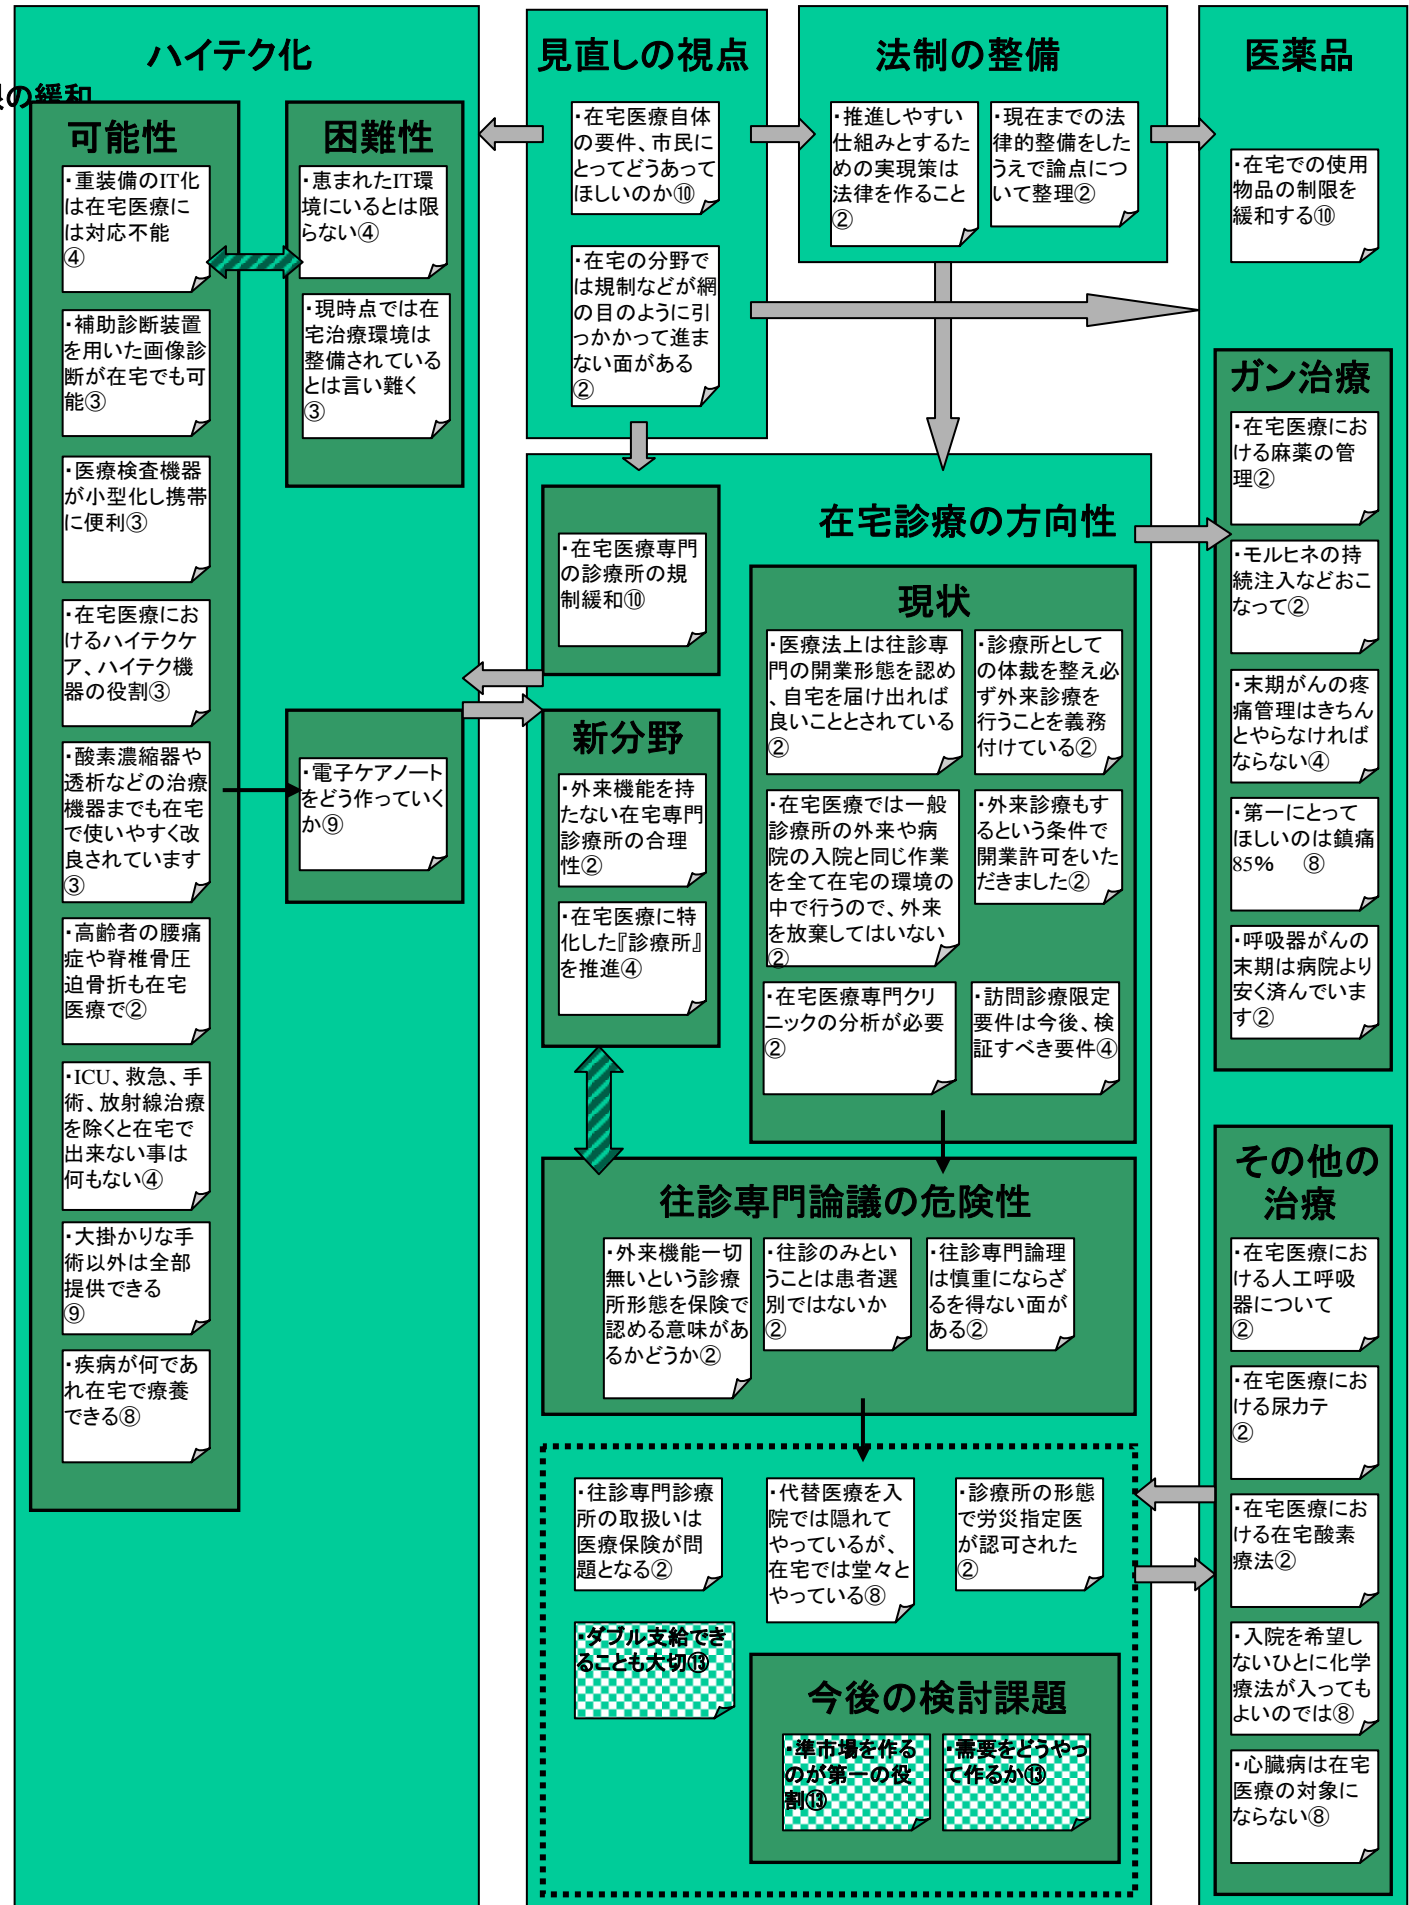 ハイテク化
の緩和
可能性
・重装備のIT化
は在宅医療に
は対応不能
④
・補助診断装置
を用いた画像診
断が在宅でも可
能③
・医療検査機器
が小型化し携帯
に便利③
・在宅医療にお
けるハイテクケ
ア、ハイテク機
器の役割③
・酸素濃縮器や
透析などの治療
機器までも在宅
で使いやすく改
良されています
③
・高齢者の腰痛
症や脊椎骨圧
迫骨折も在宅
医療で②
・ICU、救急、手
術、放射線治療
を除くと在宅で
出来ない事は
何もない④
・大掛かりな手
術以外は全部
提供できる
⑨
・疾病が何であ
れ在宅で療養
できる⑧
困難性
・恵まれたIT環
境にいるとは限
らない④
・現時点では在
宅治療環境は
整備されている
とは言い難く
③
・電子ケアノート
をどう作っていく
か⑨
見直しの視点
・在宅医療自体
の要件、市民に
とってどうあって
ほしいのか⑩
・在宅の分野で
は規制などが網
の目のように引
っかかって進ま
ない面がある
②
法制の整備
・推進しやすい
仕組みとするた
めの実現策は
法律を作ること
②
・現在までの法
律的整備をした
うえで論点につ
いて整理②
在宅診療の方向性
・在宅医療専門
の診療所の規
制緩和⑩
新分野
・外来機能を持
たない在宅専門
診療所の合理
性②
・在宅医療に特
化した『診療所』
を推進④
現状
・医療法上は往診専
門の開業形態を認め
、自宅を届け出れば
良いこととされている
②
・診療所として
の体裁を整え必
ず外来診療を
行うことを義務
付けている②
・在宅医療では一般
診療所の外来や病
院の入院と同じ作業
を全て在宅の環境の
中で行うので、外来
を放棄してはいない
②
・外来診療もす
るという条件で
開業許可をいた
だきました②
・在宅医療専門クリ
ニックの分析が必要
②
・訪問診療限定
要件は今後、検
証すべき要件④
往診専門論議の危険性
・外来機能一切
無いという診療
所形態を保険で
認める意味があ
るかどうか②
・往診のみとい
うことは患者選
別ではないか
②
・往診専門論理
は慎重にならざ
るを得ない面が
ある②
・往診専門診療
所の取扱いは
医療保険が問
題となる②
・代替医療を入
院では隠れて
やっているが、
在宅では堂々と
やっている⑧
・診療所の形態
で労災指定医
が認可された
②
・ダブル支給でき
ることも大切⑬
今後の検討課題
・準市場を作る
のが第一の役
割⑬
・需要をどうやっ
て作るか⑬
医薬品
・在宅での使用
物品の制限を
緩和する⑩
ガン治療
・在宅医療にお
ける麻薬の管
理②
・モルヒネの持
続注入などおこ
なって②
・末期がんの疼
痛管理はきちん
とやらなければ
ならない④
・第一にとって
ほしいのは鎮痛
85% ⑧
・呼吸器がんの
末期は病院より
安く済んでいま
す②
その他の
治療
・在宅医療にお
ける人工呼吸
器について
②
・在宅医療にお
ける尿カテ
②
・在宅医療にお
ける在宅酸素
療法②
・入院を希望し
ないひとに化学
療法が入っても
よいのでは⑧
・心臓病は在宅
医療の対象に
ならない⑧